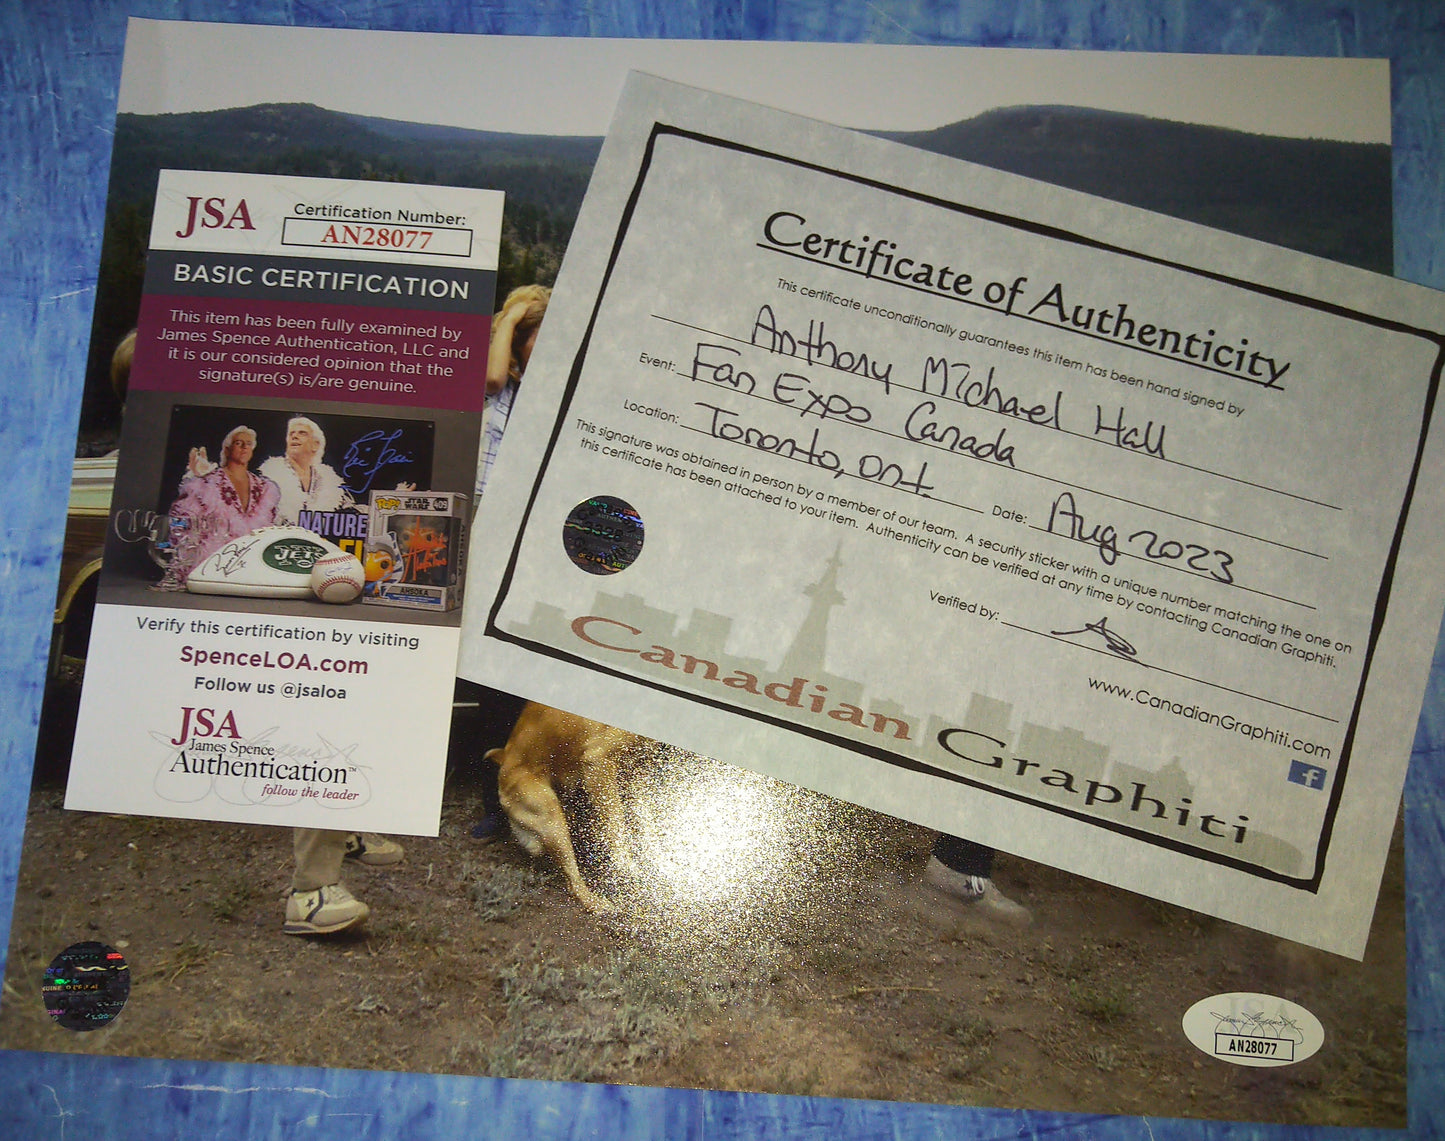 JSA
Certification Number:
AN28077
BASIC CERTIFICATION
This item has been fully examined by
James Spence Authentication, LLC and
it is our considered opinion that the
signature(s) is/are genuine.
NATURE
JETS
POP!
STAR
WARS
409
AHSOKA
Verify this certification by visiting
SpenceLOA.com
Follow us @jsaloa
JSA
James Spence
Authentication™
follow the leader
Certificate of Authenticity
This certificate unconditionally guarantees this item has been hand signed by
Anthony Michael Hall
Event: Fan Expo Canada
Location: Toronto, Ont Date: Aug 2023
This signature was obtained in person by a member of our team. A security sticker with a unique number matching the one on
this certificate has been attached to your item. Authenticity can be verified at any time by contacting Canadian Graphiti.
Verified by:
www.CanadianGraphiti.com
f
Canadian Graphiti
JSA
AN28077